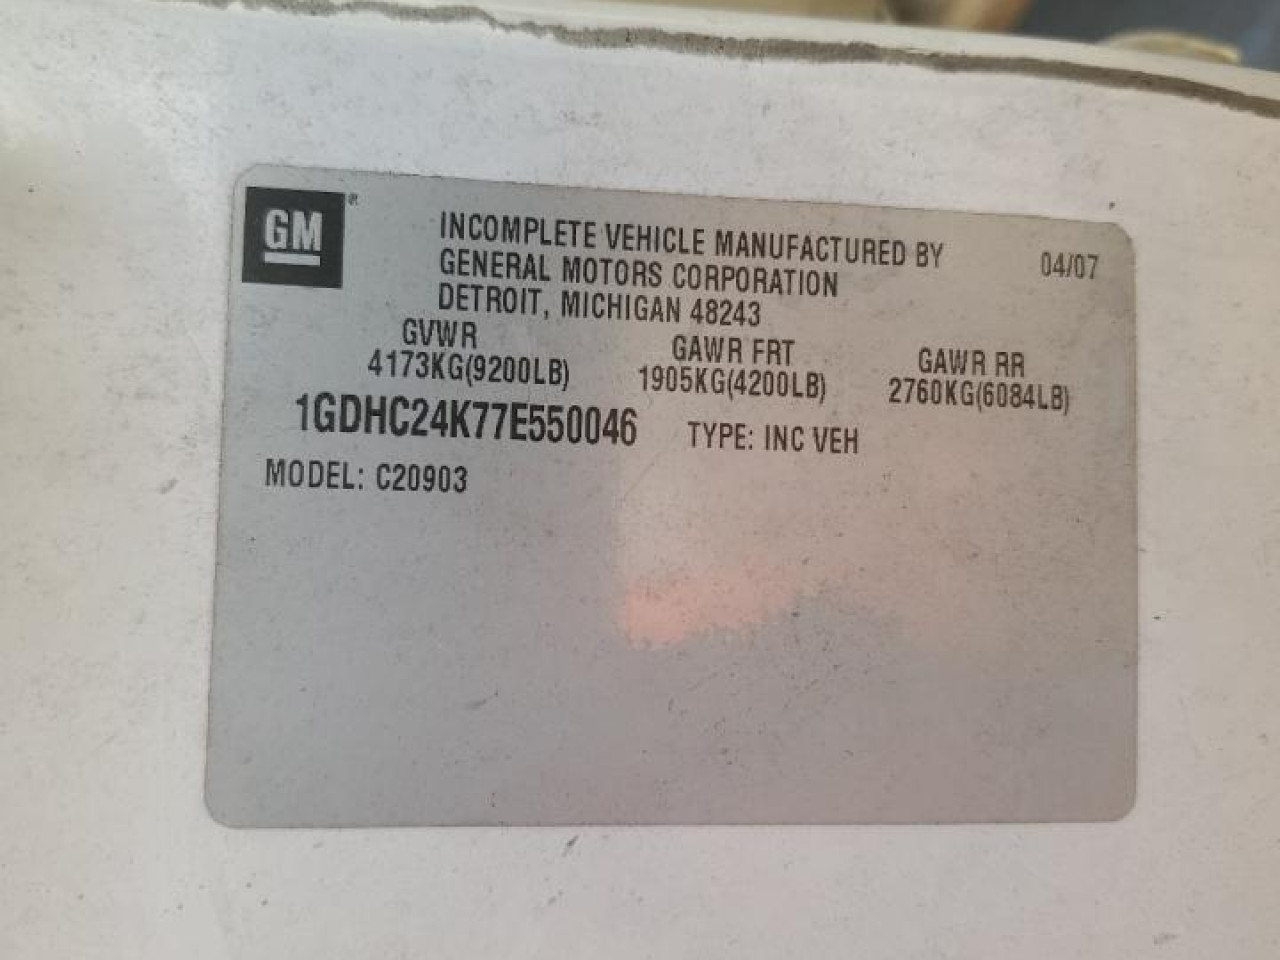 GM®
INCOMPLETE VEHICLE MANUFACTURED BY 04/07
GENERAL MOTORS CORPORATION
DETROIT, MICHIGAN 48243
GVWR GAWR FRT GAWR RR
4173KG(9200LB) 1905KG(4200LB) 2760KG(6084LB)
1GDHC24K77E550046 TYPE: INC VEH
MODEL: C20903